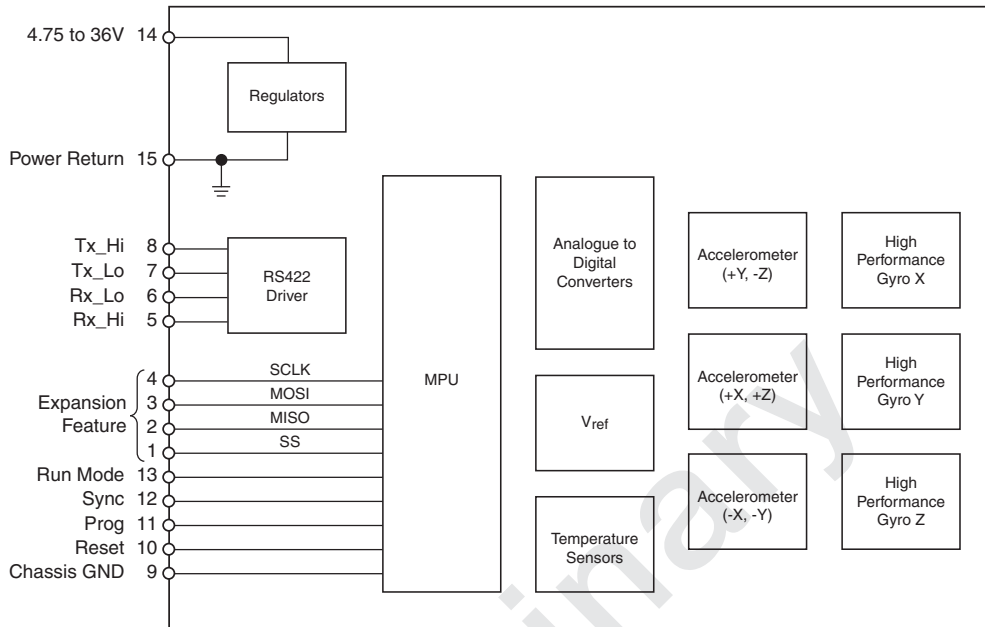 4.75 to 36V 14
Regulators
Power Return 15
Tx_Hi 8
Tx_Lo 7
Rx_Lo 6
Rx_Hi 5
RS422
Driver
Expansion
Feature
4 SCLK
3 MOSI
2 MISO
1 SS
Run Mode 13
Sync 12
Prog 11
Reset 10
Chassis GND 9
MPU
Analogue to
Digital
Converters
Vref
Temperature
Sensors
Accelerometer
(+Y, -Z)
Accelerometer
(+X, +Z)
Accelerometer
(-X, -Y)
High
Performance
Gyro X
High
Performance
Gyro Y
High
Performance
Gyro Z
inary